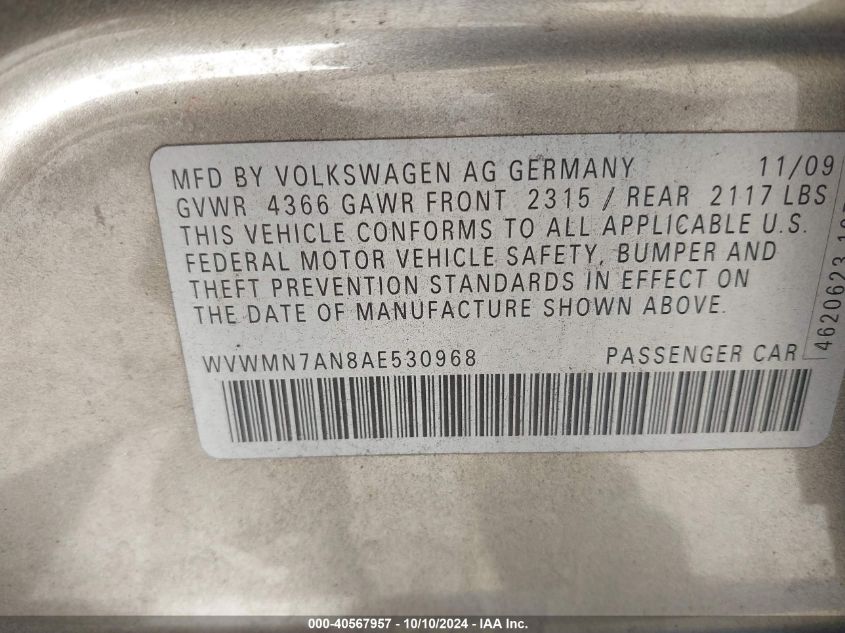 MFD BY VOLKSWAGEN AG GERMANY 11/09
GVWR 4366 GAWR FRONT 2315 / REAR 2117 LBS
THIS VEHICLE CONFORMS TO ALL APPLICABLE U.S.
FEDERAL MOTOR VEHICLE SAFETY, BUMPER AND
THEFT PREVENTION STANDARDS IN EFFECT ON
THE DATE OF MANUFACTURE SHOWN ABOVE.
WVWMN7AN8AE530968 PASSENGER CAR
4620623
000-40567957 - 10/10/2024 - IAA Inc.